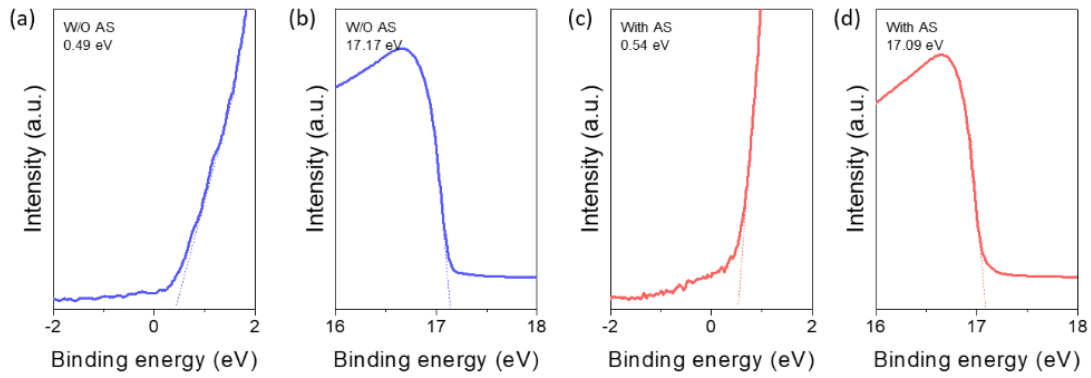 (a)
W/O AS
0.49 eV
Intensity (a.u.)
-2 0 2
Binding energy (eV)
(b)
W/O AS
17.17 eV
Intensity (a.u.)
16 17 18
Binding energy (eV)
(c)
With AS
0.54 eV
Intensity (a.u.)
-2 0 2
Binding energy (eV)
(d)
With AS
17.09 eV
Intensity (a.u.)
16 17 18
Binding energy (eV)